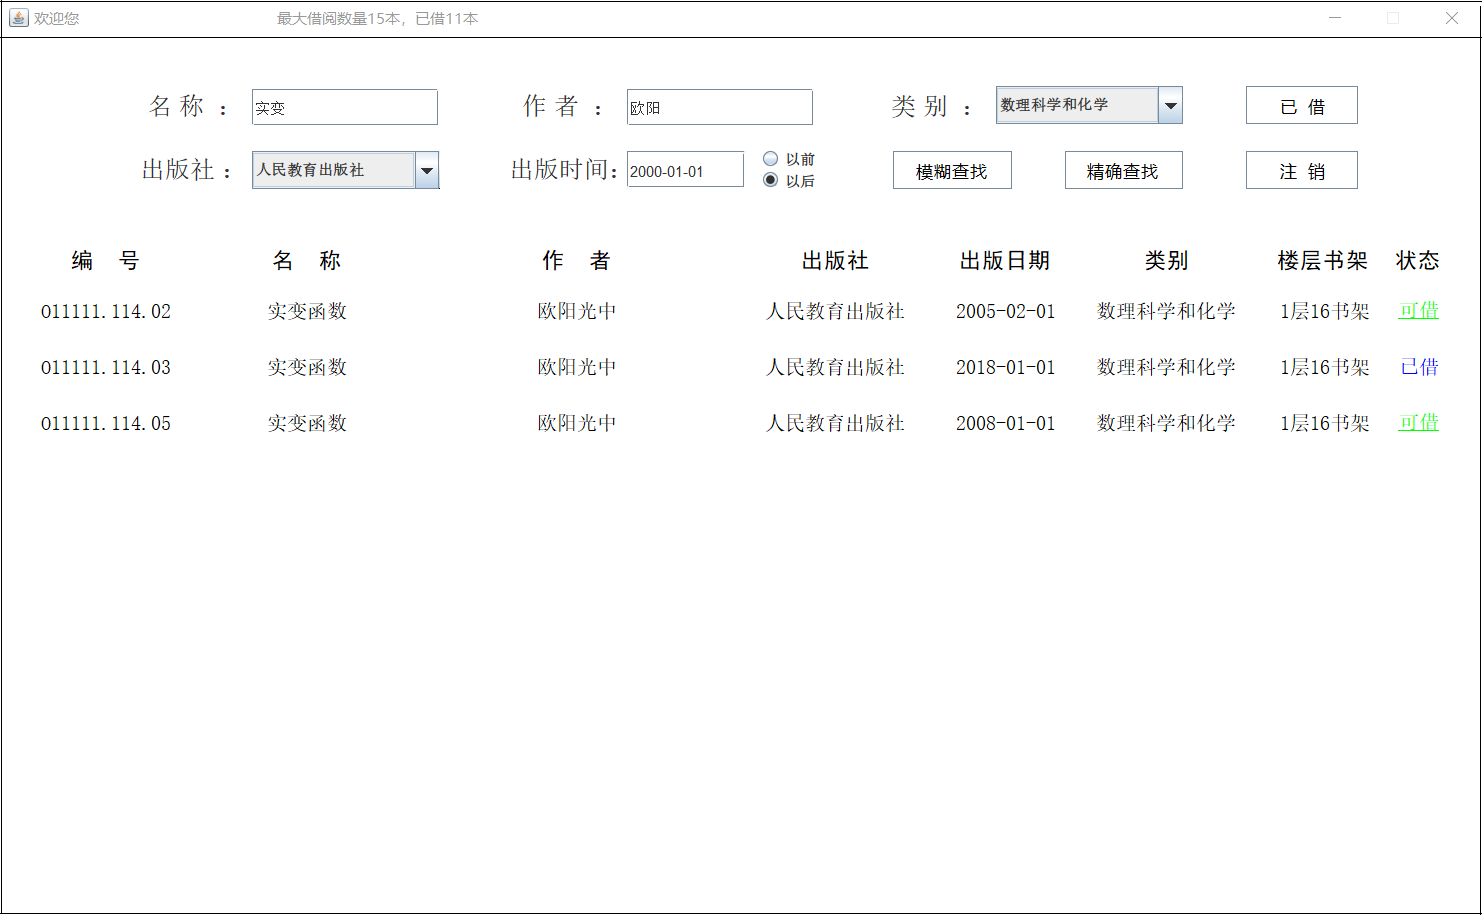 欢迎您 最大借阅数量15本，已借11本
名 称 ： 实变 作 者 ： 欧阳 类 别 ： 数理科学和化学 已 借
出版社 ： 人民教育出版社 出版时间： 2000-01-01 以前 以后 模糊查找 精确查找 注 销
编 号 名 称 作 者 出版社 出版日期 类别 楼层书架 状态
011111.114.02 实变函数 欧阳光中 人民教育出版社 2005-02-01 数理科学和化学 1层16书架 可借
011111.114.03 实变函数 欧阳光中 人民教育出版社 2018-01-01 数理科学和化学 1层16书架 已借
011111.114.05 实变函数 欧阳光中 人民教育出版社 2008-01-01 数理科学和化学 1层16书架 可借